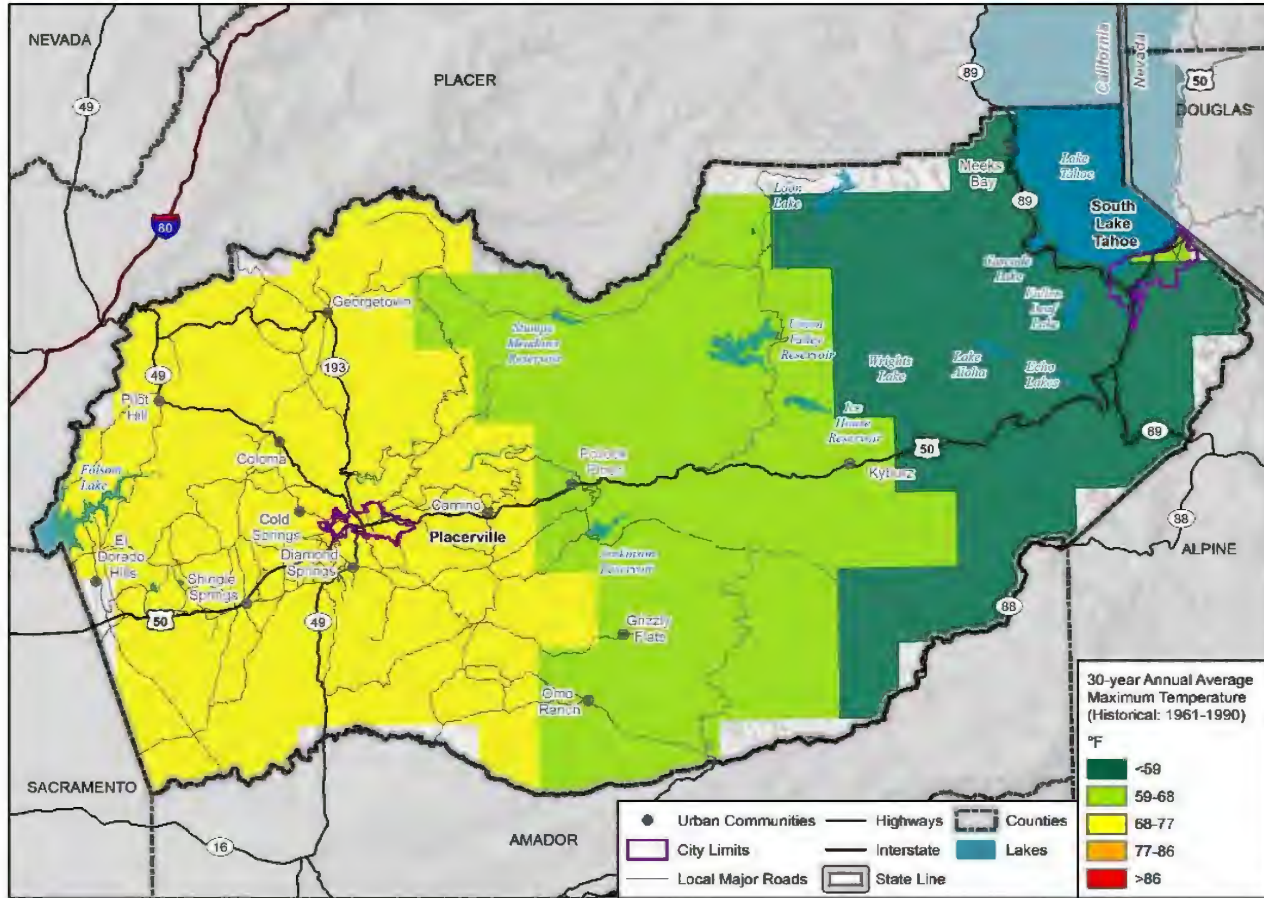 NEVADA
49
PLACER
89
California
Nevada
50
DOUGLAS
Meeks
Bay
Lake
Tahoe
89
South
Lake
Tahoe
Loon
Lake
80
Cascade
Lake
Fallen
Leaf
Lake
Georgetown
Stumpy
Meadows
Reservoir
Union
Valley
Reservoir
Wrights
Lake
Lake
Aloha
Echo
Lakes
193
49
Pilot
Hill
Ice
House
Reservoir
Coloma
50
89
Folsom
Lake
Pollock
Pines
Kyburz
Camino
Cold
Springs
Placerville
88
ALPINE
El
Dorado
Hills
Diamond
Springs
Jenkinson
Reservoir
Shingle
Springs
50
49
88
Grizzly
Flats
Omo
Ranch
SACRAMENTO
AMADOR
16
30-year Annual Average
Maximum Temperature
(Historical: 1961-1990)
°F
<59
59-68
68-77
77-86
>86
Urban Communities
Highways
Counties
City Limits
Interstate
Lakes
Local Major Roads
State Line